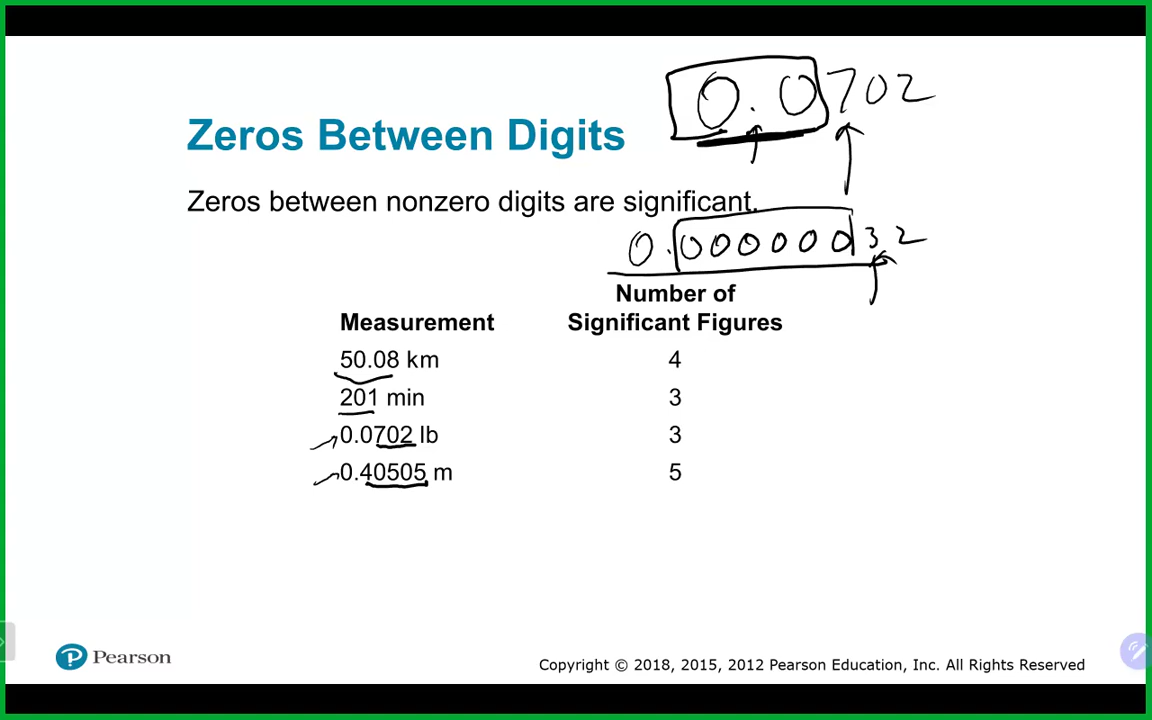 0.0702
Zeros Between Digits
Zeros between nonzero digits are significant.
0.00000032
Number of
Measurement Significant Figures
50.08 km 4
201 min 3
0.0702 lb 3
0.40505 m 5
Pearson
Copyright © 2018, 2015, 2012 Pearson Education, Inc. All Rights Reserved